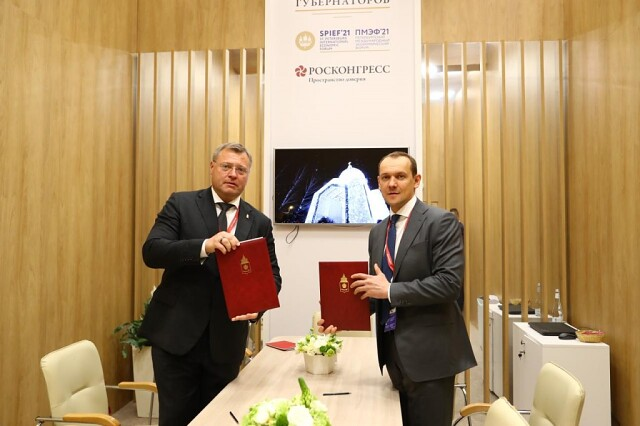 ГУБЕРНАТОРОВ
SPIEF'21
ПМЭФ'21
РОСКОНГРЕСС
Пространство доверия